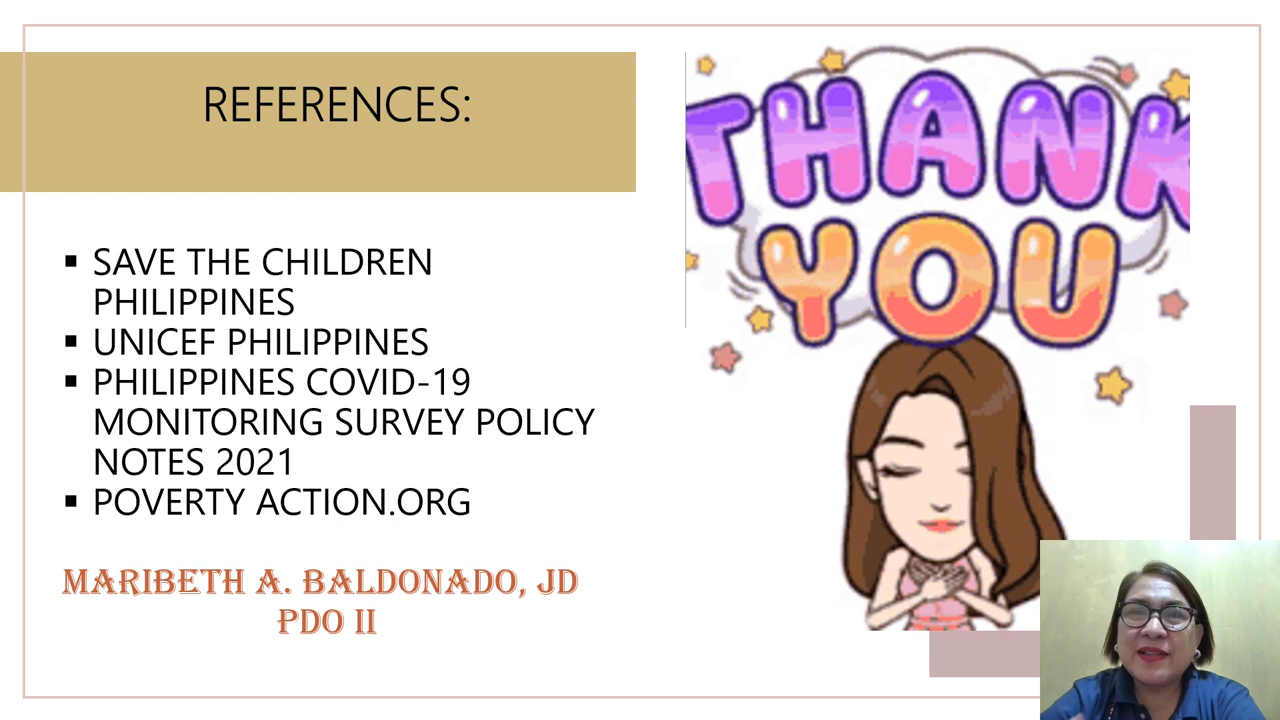 REFERENCES:
▪ SAVE THE CHILDREN
PHILIPPINES
▪ UNICEF PHILIPPINES
▪ PHILIPPINES COVID-19
MONITORING SURVEY POLICY
NOTES 2021
▪ POVERTY ACTION.ORG
MARIBETH A. BALDONADO, JD
PDO II
THANK
YOU